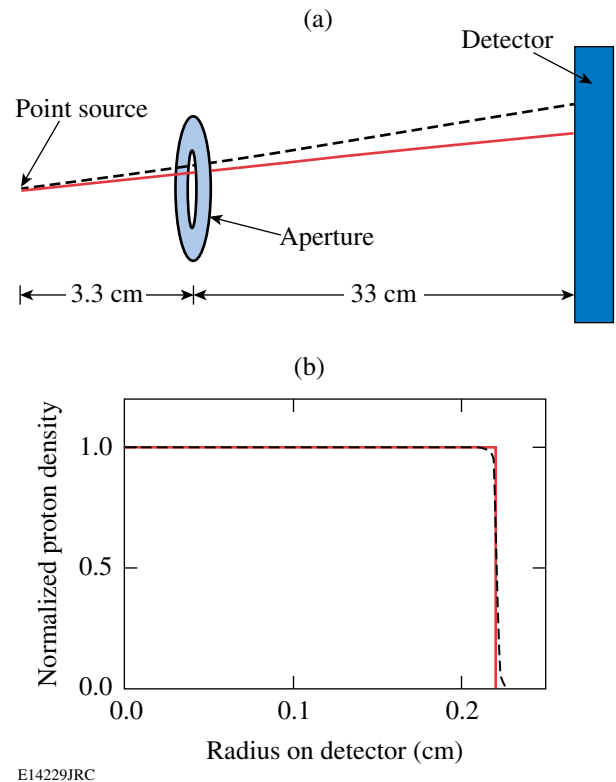 (a)
Detector
Point source
Aperture
3.3 cm
33 cm
(b)
Normalized proton density
1.0
0.5
0.0
0.0
0.1
0.2
Radius on detector (cm)
E14229JRC